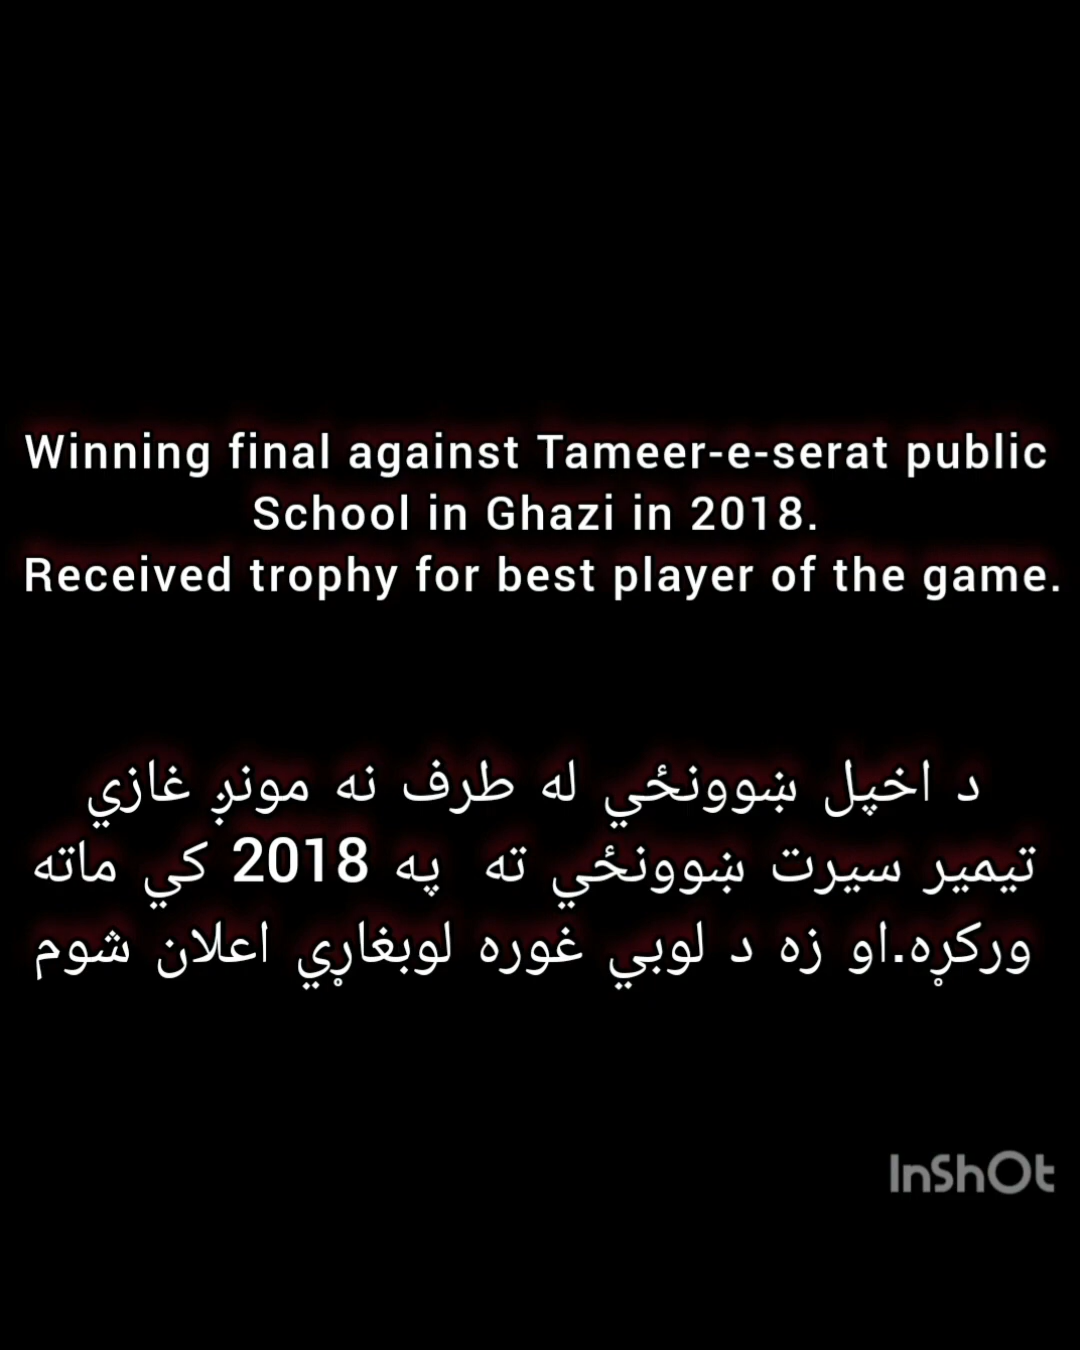 Winning final against Tameer-e-serat public
School in Ghazi in 2018.
Received trophy for best player of the game.
د اخپل ښوونځي له طرف نه مونږ غازي
تیمیر سیرت ښوونځي ته په 2018 کي ماته
ورکړه.او زه د لوبي غوره لوبغاړي اعلان شوم
InShOt